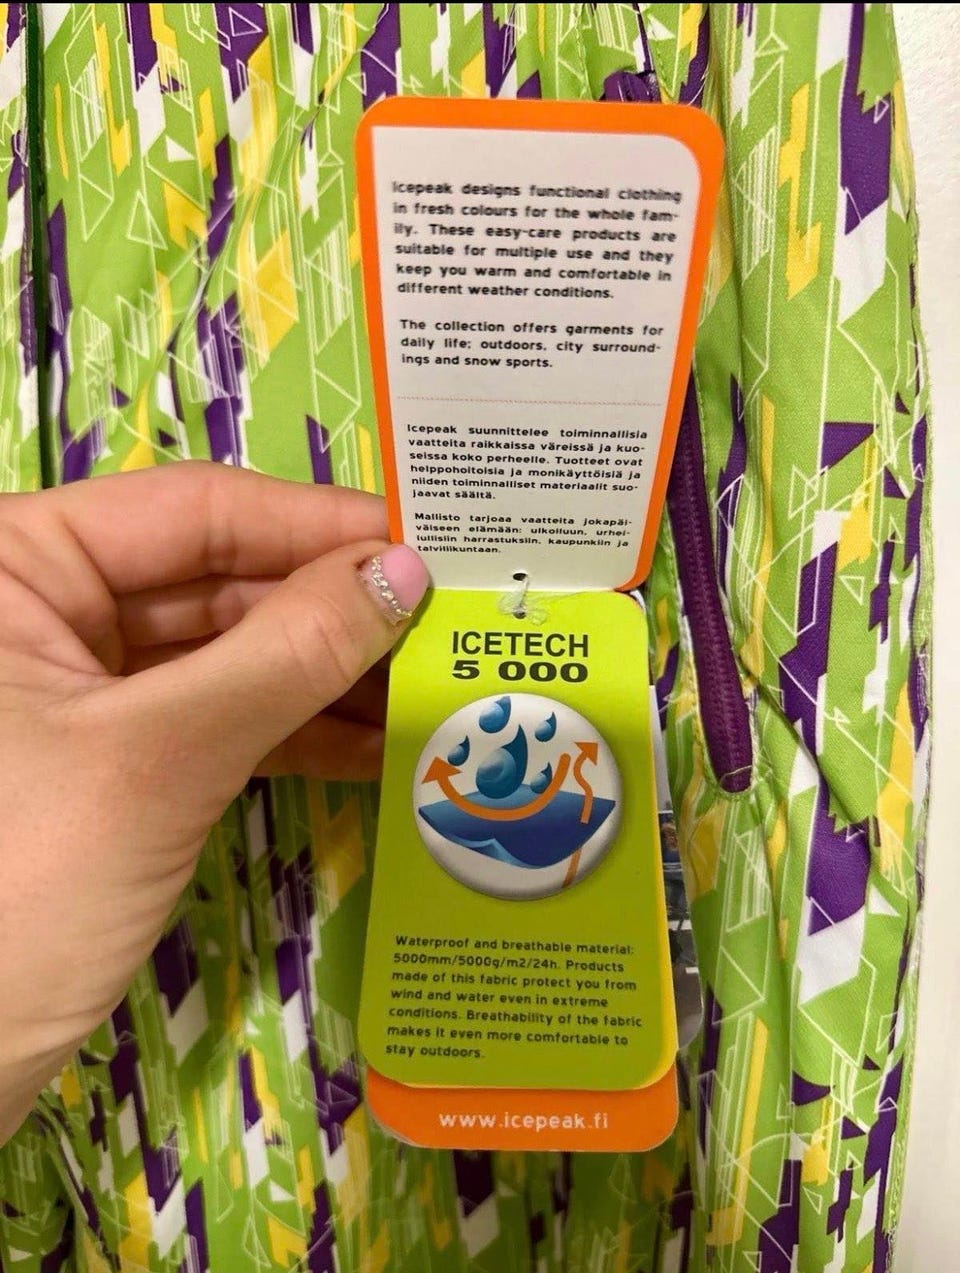 Icepeak designs functional clothing
in fresh colours for the whole fam-
ily. These easy-care products are
suitable for multiple use and they
keep you warm and comfortable in
different weather conditions.
The collection offers garments for
daily life: outdoors, city surround-
ings and snow sports.
Icepeak suunnittelee toiminnallisia
vaatteita raikkaissa väreissä ja kuo-
seissa koko perheelle. Tuotteet ovat
helppohoitoisia ja monikäyttöisiä ja
niiden toiminnalliset materiaalit suo-
jaavat säältä.
Mallisto tarjoaa vaatteita jokapäi-
väiseen elämään: ulkoiluun, urhei-
lullisiin harrastuksiin, kaupunkiin ja
talviliikuntaan.
ICETECH
5 000
Waterproof and breathable material:
5000mm/5000g/m2/24h. Products
made of this fabric protect you from
wind and water even in extreme
conditions. Breathability of the fabric
makes it even more comfortable to
stay outdoors.
www.icepeak.fi